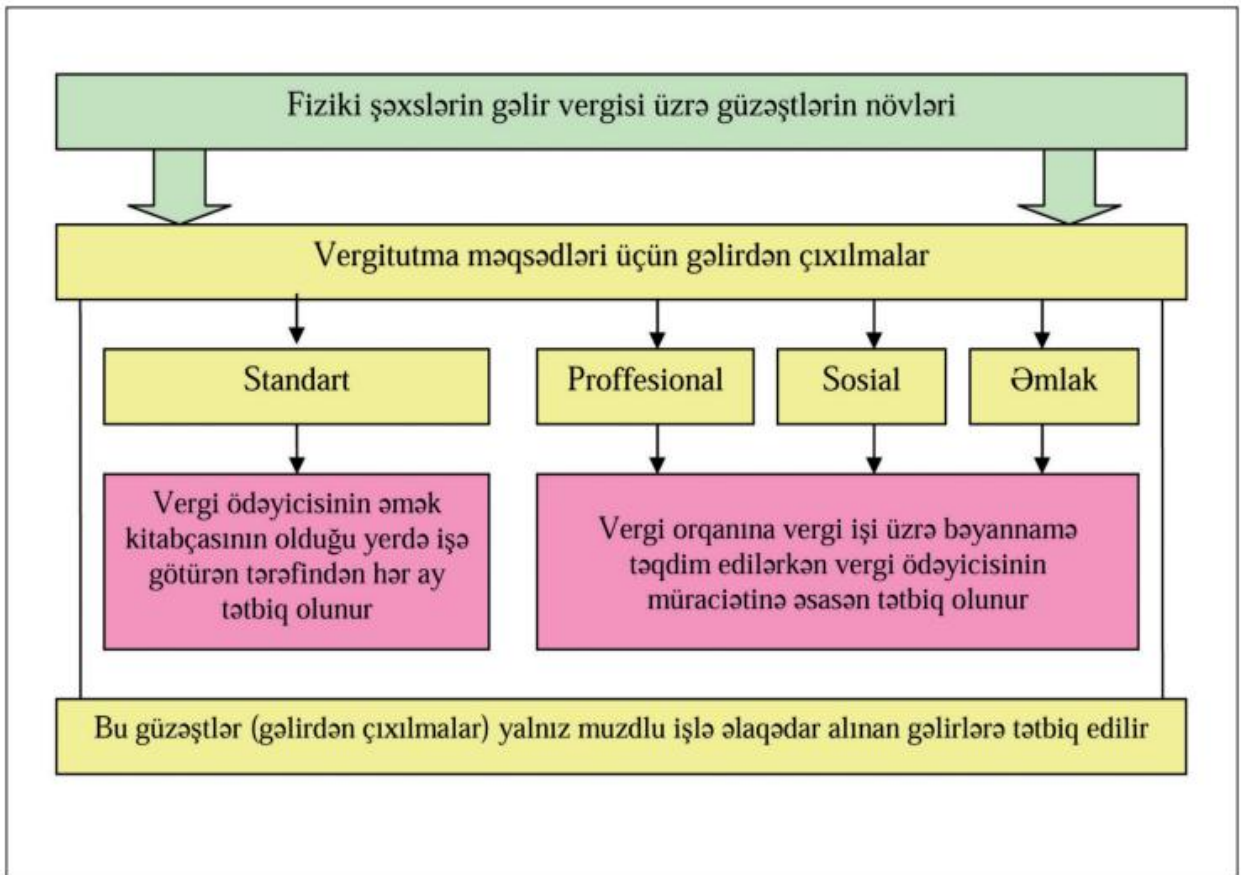 Fiziki şəxslərin gəlir vergisi üzrə güzəştlərin növləri
Vergitutma məqsədləri üçün gəlirdən çıxılmalar
Standart
Proffesional
Sosial
Əmlak
Vergi ödəyicisinin əmək
kitabçasının olduğu yerdə işə
götürən tərəfindən hər ay
tətbiq olunur
Vergi orqanına vergi işi üzrə bəyannamə
təqdim edilərkən vergi ödəyicisinin
müraciətinə əsasən tətbiq olunur
Bu güzəştlər (gəlirdən çıxılmalar) yalnız muzdlu işlə əlaqədar alınan gəlirlərə tətbiq edilir